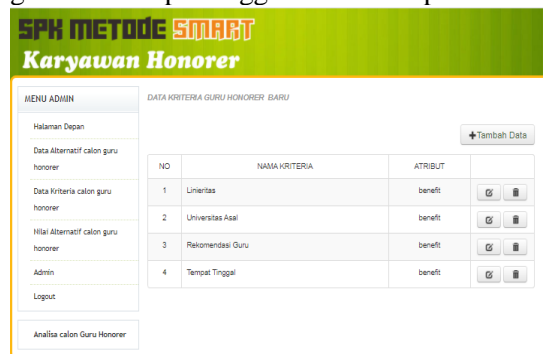 SPK METODE SMART
Karyawan Honorer
MENU ADMIN
Halaman Depan
Data Alternatif calon guru
honorer
Data Kriteria calon guru
honorer
Nilai Alternatif calon guru
honorer
Admin
Logout
Analisa calon Guru Honorer
DATA KRITERIA GURU HONORER BARU
Tambah Data
NO NAMA KRITERIA ATRIBUT
1 Linieritas benefit
2 Universitas Asal benefit
3 Rekomendasi Guru benefit
4 Tempat Tinggal benefit